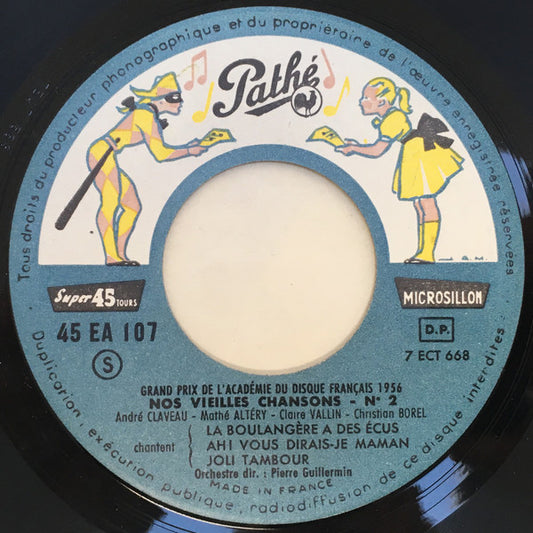 Tous droits du producteur phonographique et du propriétaire de l'œuvre enregistrée réservés
Pathé
Super 45 TOURS
MICROSILLON
45 EA 107
D.P.
S
7 ECT 668
GRAND PRIX DE L'ACADÉMIE DU DISQUE FRANÇAIS 1956
NOS VIEILLES CHANSONS - N° 2
André CLAVEAU - Mathé ALTÉRY - Claire VALLIN - Christian BOREL
chantent
LA BOULANGÈRE A DES ÉCUS
AH! VOUS DIRAIS-JE MAMAN
JOLI TAMBOUR
Orchestre dir. : Pierre Guillermin
MADE IN FRANCE
Duplication, exécution publique, radiodiffusion de ce disque interdites